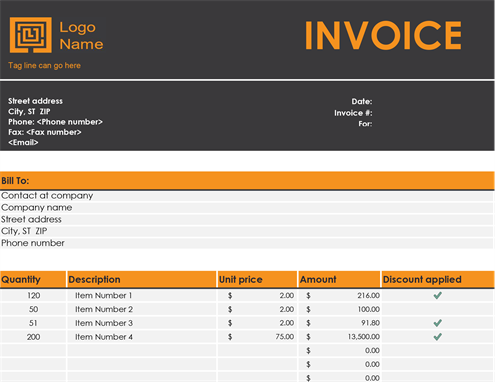 Logo
Name
INVOICE
Tag line can go here
Street address
City, ST  ZIP
Phone: <Phone number>
Fax: <Fax number>
<Email>
Date:
Invoice #:
For:
Bill To:
Contact at company
Company name
Street address
City, ST  ZIP
Phone number
Quantity Description Unit price Amount Discount applied
120 Item Number 1 $ 2.00 $ 216.00 ✓
50 Item Number 2 $ 2.00 $ 100.00
51 Item Number 3 $ 2.00 $ 91.80 ✓
200 Item Number 4 $ 75.00 $ 13,500.00 ✓
$ 0.00
$ 0.00
$ 0.00